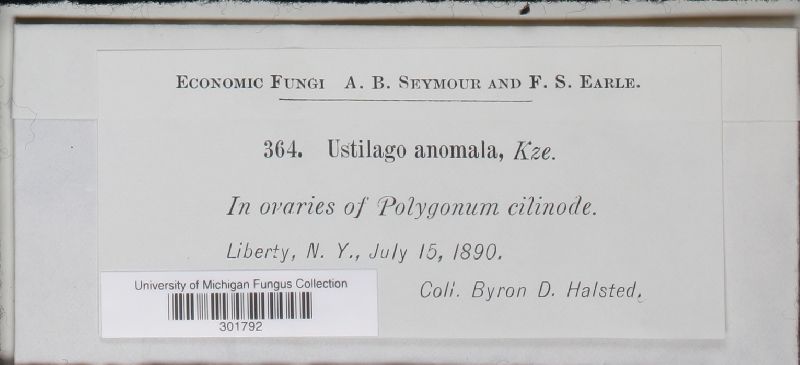 Economic Fungi A. B. Seymour and F. S. Earle.
364. Ustilago anomala, Kze.
In ovaries of Polygonum cilinode.
Liberty, N. Y., July 15, 1890.
Coll. Byron D. Halsted.
University of Michigan Fungus Collection
301792